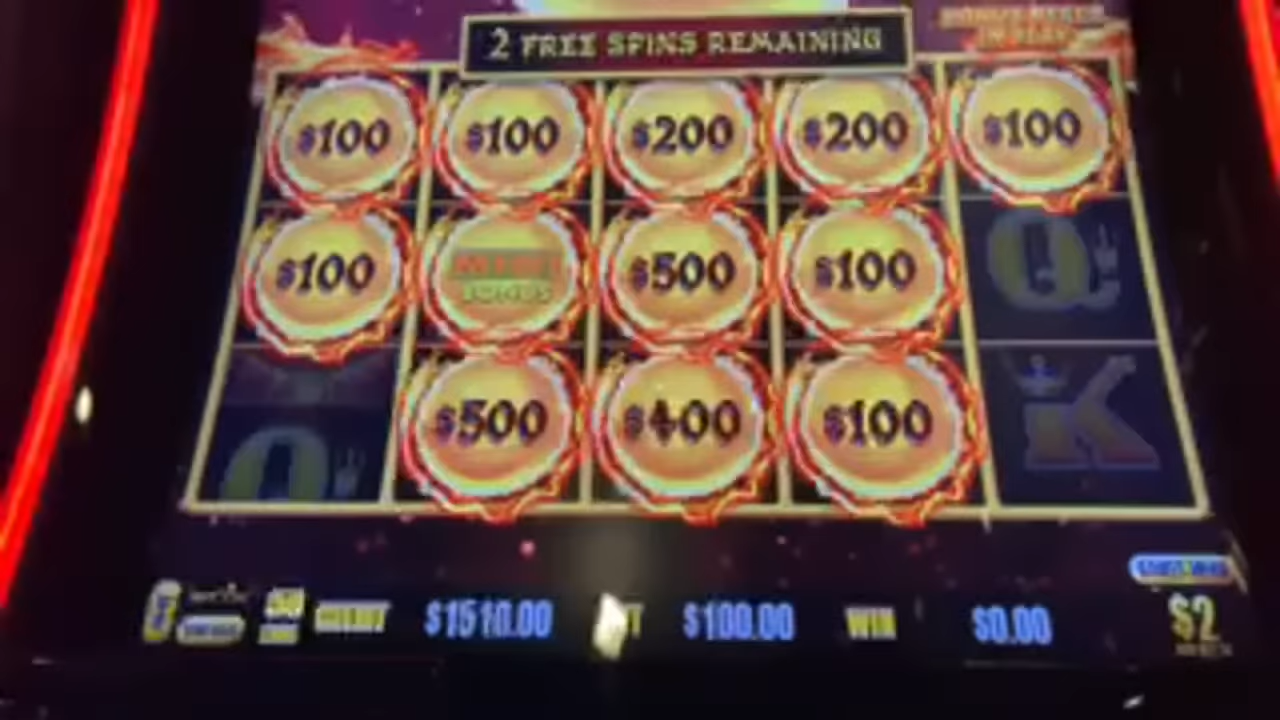 2 FREE SPINS REMAINING
$100 $100 $200 $200 $100
$100 BONUS $500 $100 Q
Q $500 $400 $100 K
$1510.00 $100.00 WIN $0.00 $2